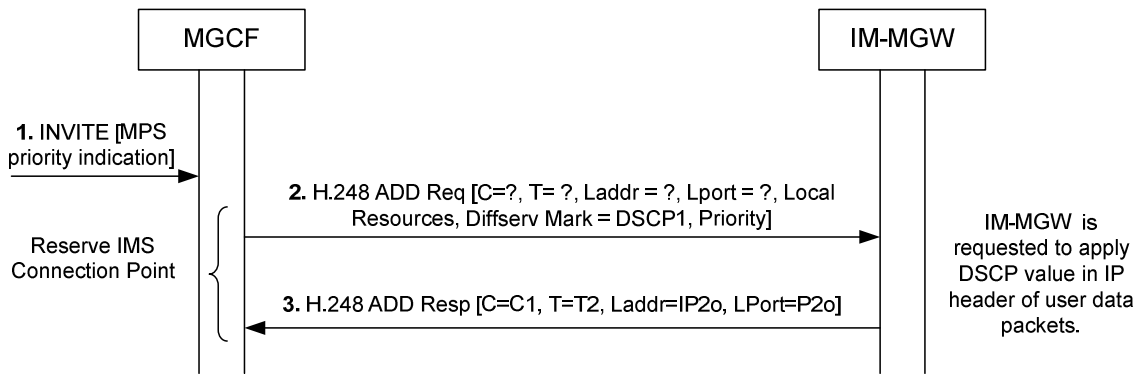 MGCF
IM-MGW
1. INVITE [MPS
priority indication]
2. H.248 ADD Req [C=?, T= ?, Laddr = ?, Lport = ?, Local
Resources, Diffserv Mark = DSCP1, Priority]
Reserve IMS
Connection Point
IM-MGW is
requested to apply
DSCP value in IP
header of user data
packets.
3. H.248 ADD Resp [C=C1, T=T2, Laddr=IP2o, LPort=P2o]